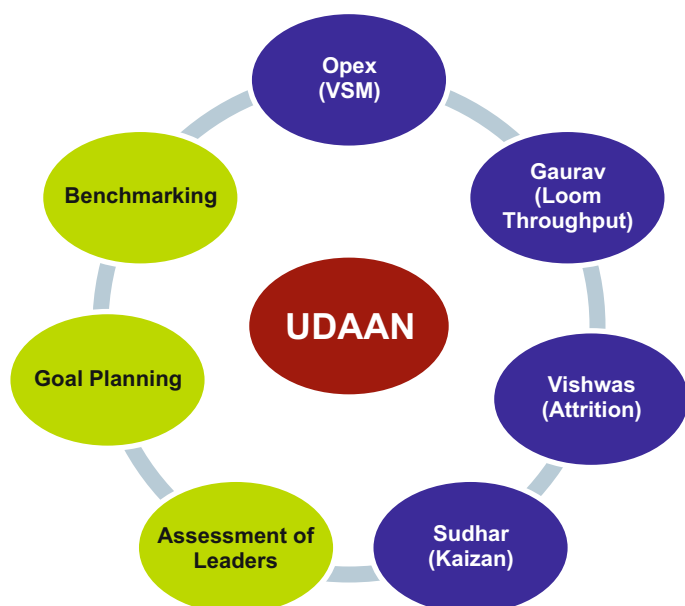 Opex
(VSM)
Gaurav
(Loom
Throughput)
Benchmarking
UDAAN
Goal Planning
Vishwas
(Attrition)
Assessment of
Leaders
Sudhar
(Kaizan)